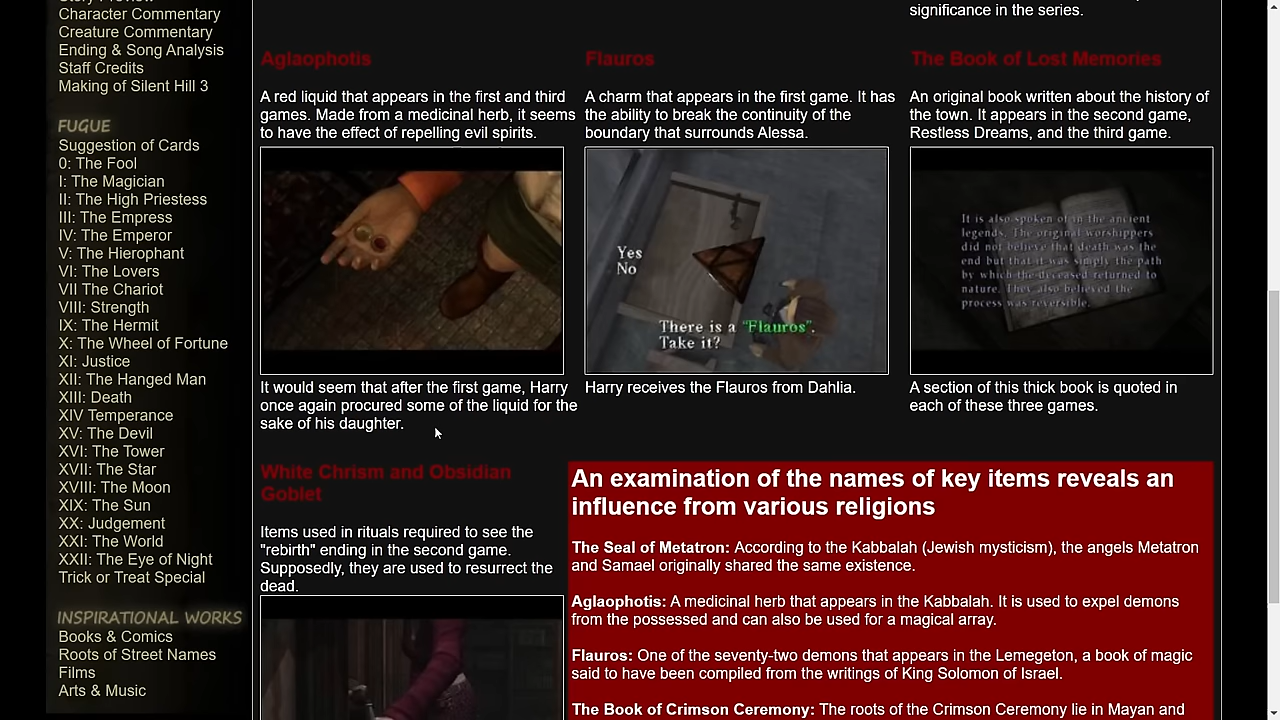 Character Commentary
Creature Commentary
Ending & Song Analysis
Staff Credits
Making of Silent Hill 3
FUGUE
Suggestion of Cards
0: The Fool
I: The Magician
II: The High Priestess
III: The Empress
IV: The Emperor
V: The Hierophant
VI: The Lovers
VII The Chariot
VIII: Strength
IX: The Hermit
X: The Wheel of Fortune
XI: Justice
XII: The Hanged Man
XIII: Death
XIV Temperance
XV: The Devil
XVI: The Tower
XVII: The Star
XVIII: The Moon
XIX: The Sun
XX: Judgement
XXI: The World
XXII: The Eye of Night
Trick or Treat Special
INSPIRATIONAL WORKS
Books & Comics
Roots of Street Names
Films
Arts & Music
significance in the series.
Aglaophotis
A red liquid that appears in the first and third
games. Made from a medicinal herb, it seems
to have the effect of repelling evil spirits.
It would seem that after the first game, Harry
once again procured some of the liquid for the
sake of his daughter.
Flauros
A charm that appears in the first game. It has
the ability to break the continuity of the
boundary that surrounds Alessa.
Yes
No
There is a "Flauros".
Take it?
Harry receives the Flauros from Dahlia.
The Book of Lost Memories
An original book written about the history of
the town. It appears in the second game,
Restless Dreams, and the third game.
It is also spoken of in the ancient
legends. The original worshippers
did not believe that death was the
end but that it was simply the path
by which the deceased returned to
nature. They also believed the
process was reversible.
A section of this thick book is quoted in
each of these three games.
White Chrism and Obsidian
Goblet
Items used in rituals required to see the
"rebirth" ending in the second game.
Supposedly, they are used to resurrect the
dead.
An examination of the names of key items reveals an
influence from various religions
The Seal of Metatron: According to the Kabbalah (Jewish mysticism), the angels Metatron
and Samael originally shared the same existence.
Aglaophotis: A medicinal herb that appears in the Kabbalah. It is used to expel demons
from the possessed and can also be used for a magical array.
Flauros: One of the seventy-two demons that appears in the Lemegeton, a book of magic
said to have been compiled from the writings of King Solomon of Israel.
The Book of Crimson Ceremony: The roots of the Crimson Ceremony lie in Mayan and